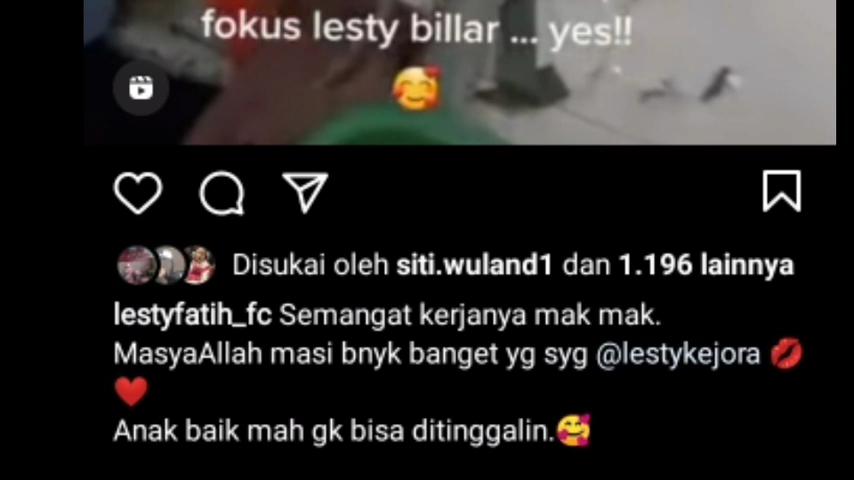 fokus lesty billar ... yes!!
🥰
Disukai oleh siti.wuland1 dan 1.196 lainnya
lestyfatih_fc Semangat kerjanya mak mak.
MasyaAllah masi bnyk banget yg syg @lestykejora 💋
❤️
Anak baik mah gk bisa ditinggalin.🥰